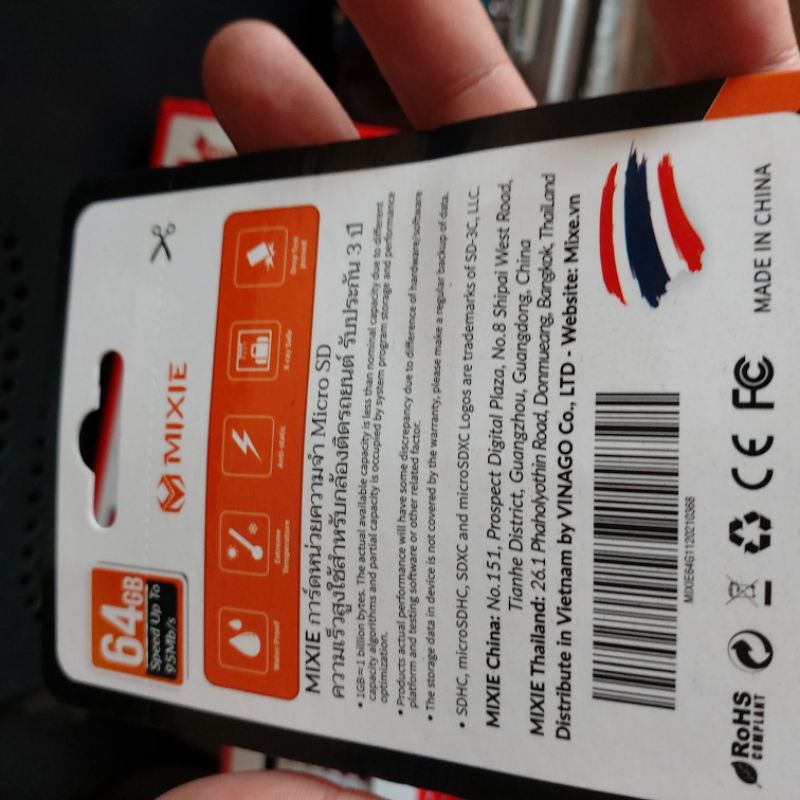 64GB
Speed Up To
95Mb/s
MIXIE
Water Proof
Extreme
Temperature
Anti-static
X-ray Safe
MIXIE การ์ดหน่วยความจำ Micro SD
ความเร็วสูงใช้สำหรับกล้องติดรถยนต์ รับประกัน 3 ปี
• 1GB=1 billion bytes. The actual available capacity is less than nominal capacity due to different
capacity algorithms and partial capacity is occupied by system program storage and performance
optimization.
• Products actual performance will have some discrepancy due to difference of hardware/software
platform and testing software or other related factor.
• The storage data in device is not covered by the warranty, please make a regular backup of data.
• SDHC, microSDHC, SDXC and microSDXC Logos are trademarks of SD-3C, LLC.
MIXIE China: No.151, Prospect Digital Plaza, No.8 Shipai West Road,
Tianhe District, Guangzhou, Guangdong, China
MIXIE Thailand: 26.1 Phaholyothin Road, Donmueang, Bangkok, ThaiLand
Distribute in Vietnam by VINAGO Co., LTD - Website: Mixe.vn
MIXIE64G11202210368
RoHS
COMPLIANT
CE
FC
MADE IN CHINA